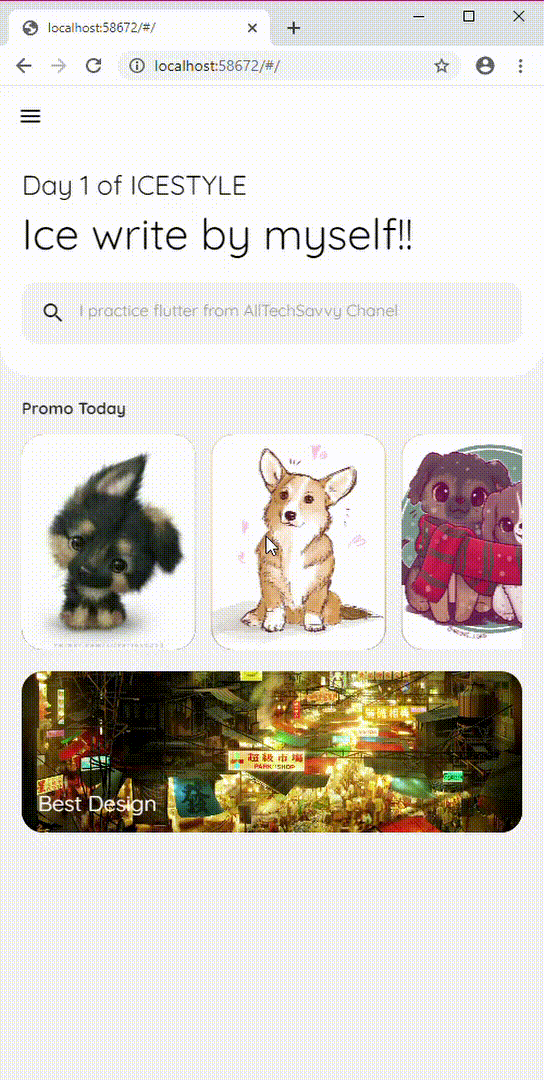 localhost:58672/#/
localhost:58672/#/
Day 1 of ICESTYLE
Ice write by myself!!
I practice flutter from AllTechSavvy Chanel
Promo Today
超級市場
PARK'N'SHOP
Best Design